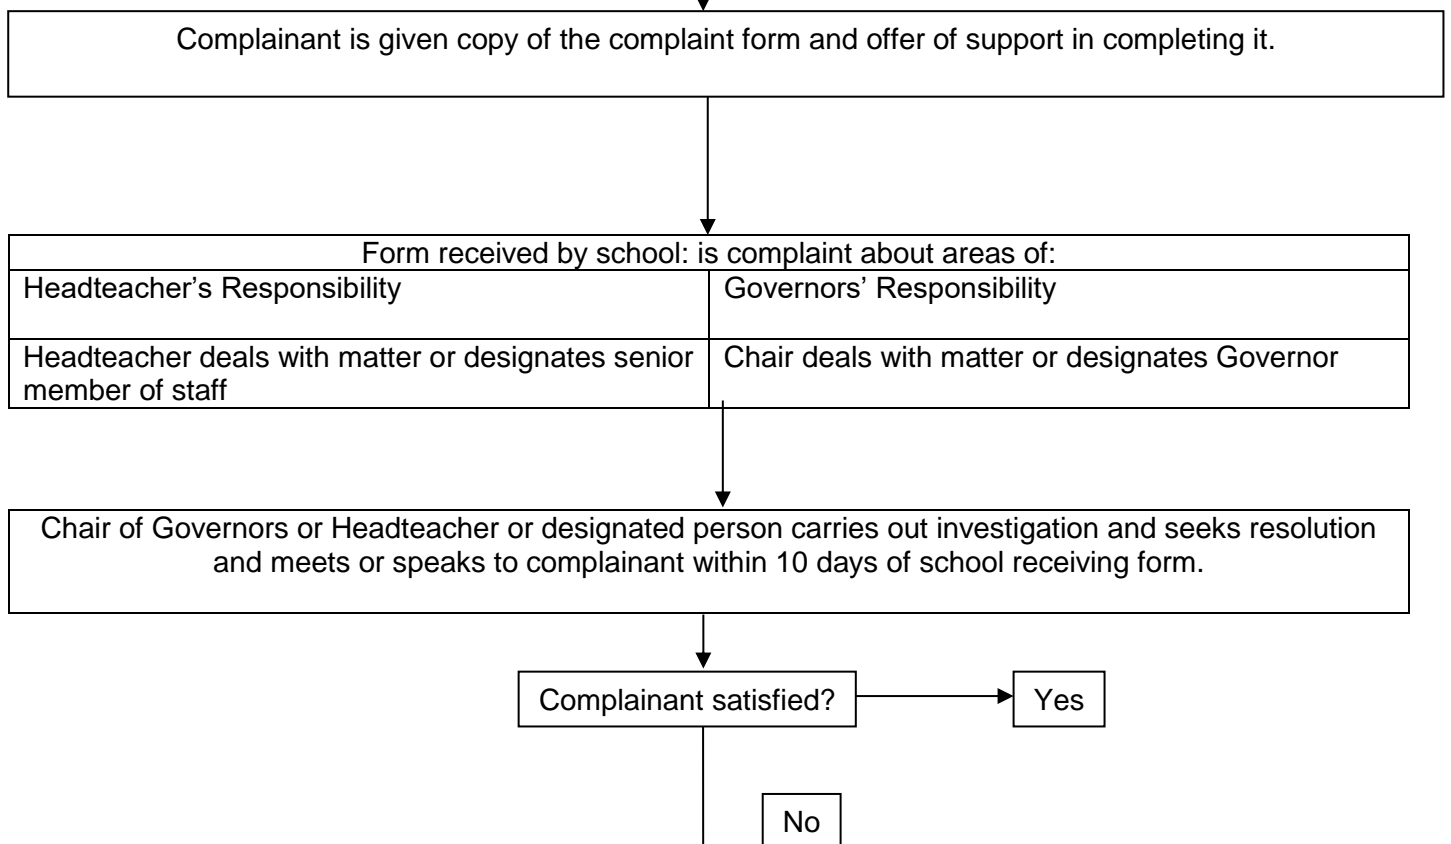 Complainant is given copy of the complaint form and offer of support in completing it.
Form received by school: is complaint about areas of:
Headteacher’s Responsibility
Governors’ Responsibility
Headteacher deals with matter or designates senior
member of staff
Chair deals with matter or designates Governor
Chair of Governors or Headteacher or designated person carries out investigation and seeks resolution
and meets or speaks to complainant within 10 days of school receiving form.
Complainant satisfied?
Yes
No